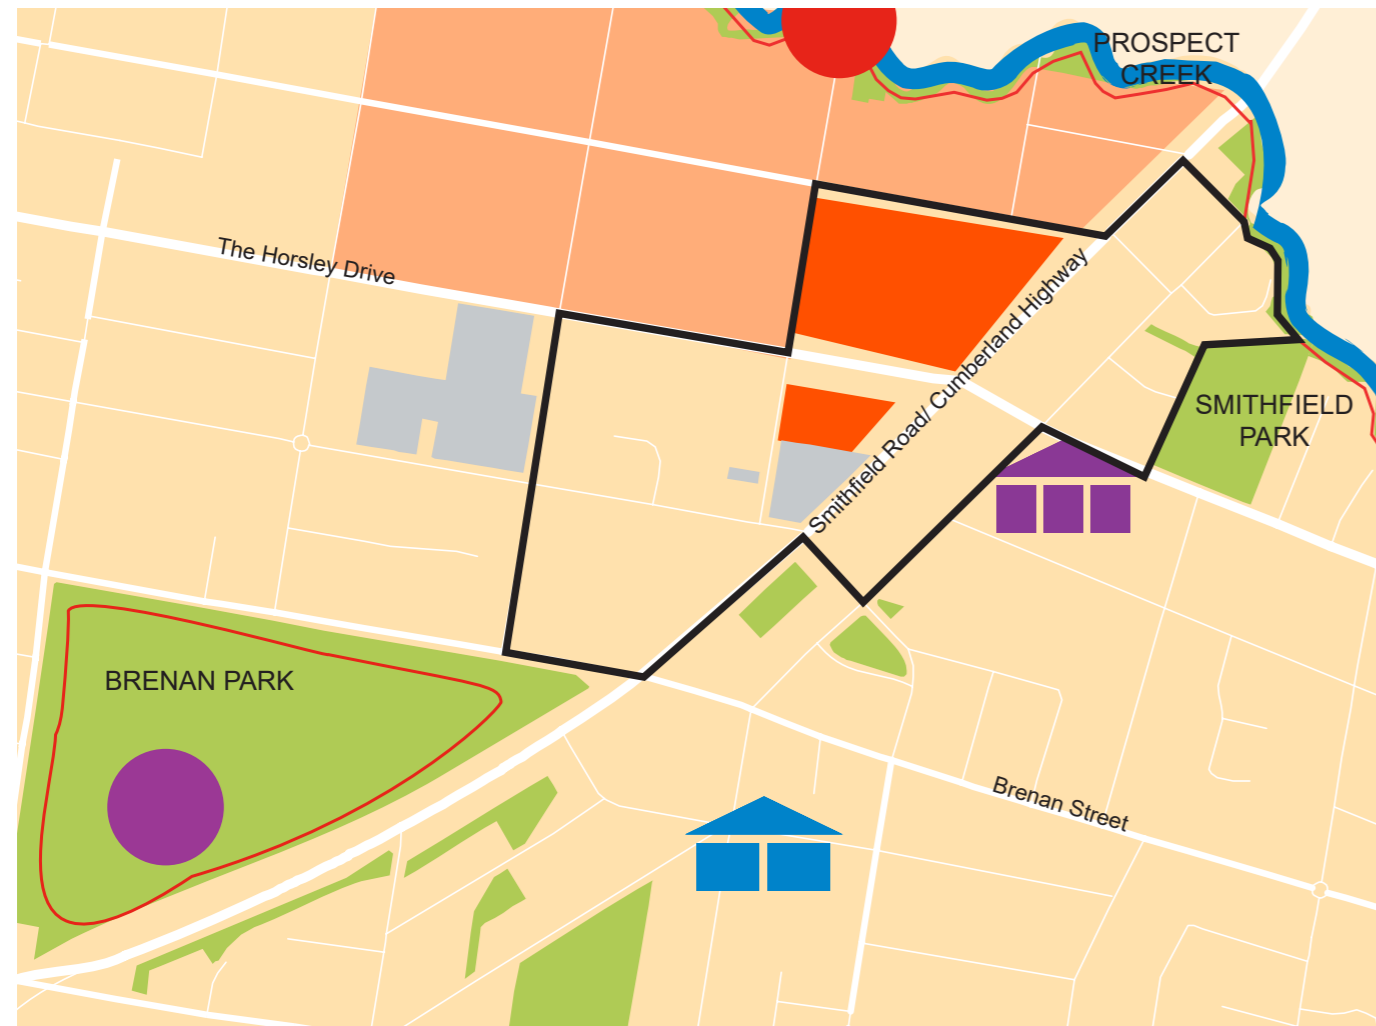 PROSPECT
CREEK
The Horsley Drive
Smithfield Road/ Cumberland Highway
SMITHFIELD
PARK
BRENAN PARK
Brenan Street